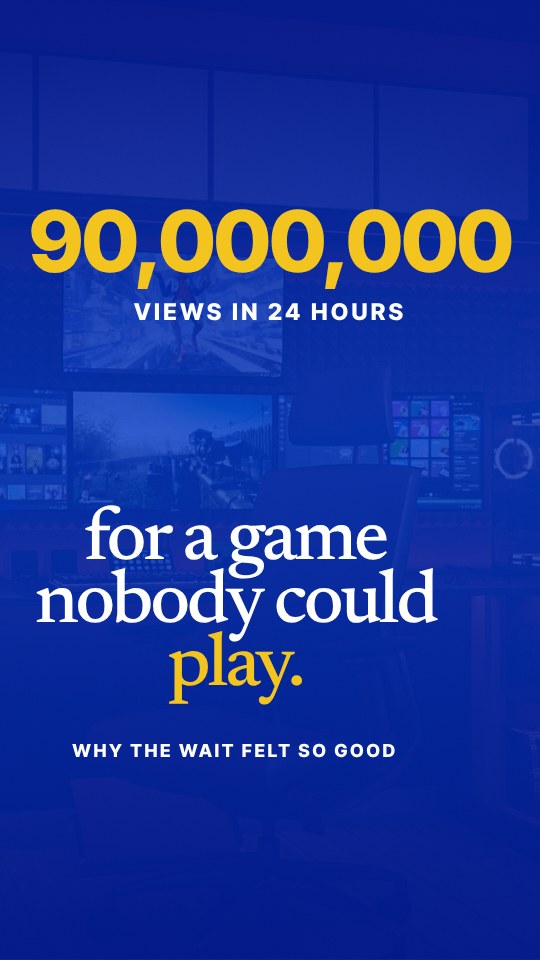 90,000,000
VIEWS IN 24 HOURS
for a game
nobody could
play.
WHY THE WAIT FELT SO GOOD